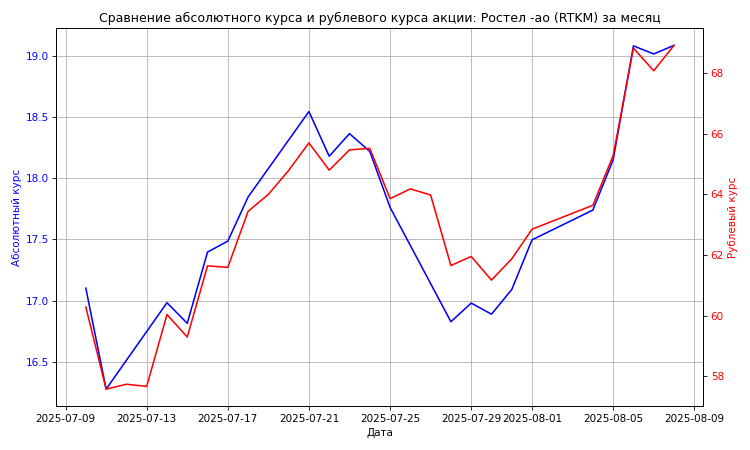 Сравнение абсолютного курса и рублевого курса акции: Ростел -ао (RTKM) за месяц
19.0
18.5
18.0
17.5
17.0
16.5
Абсолютный курс
68
66
64
62
60
58
Рублевый курс
2025-07-09 2025-07-13 2025-07-17 2025-07-21 2025-07-25 2025-07-29 2025-08-01 2025-08-05 2025-08-09
Дата